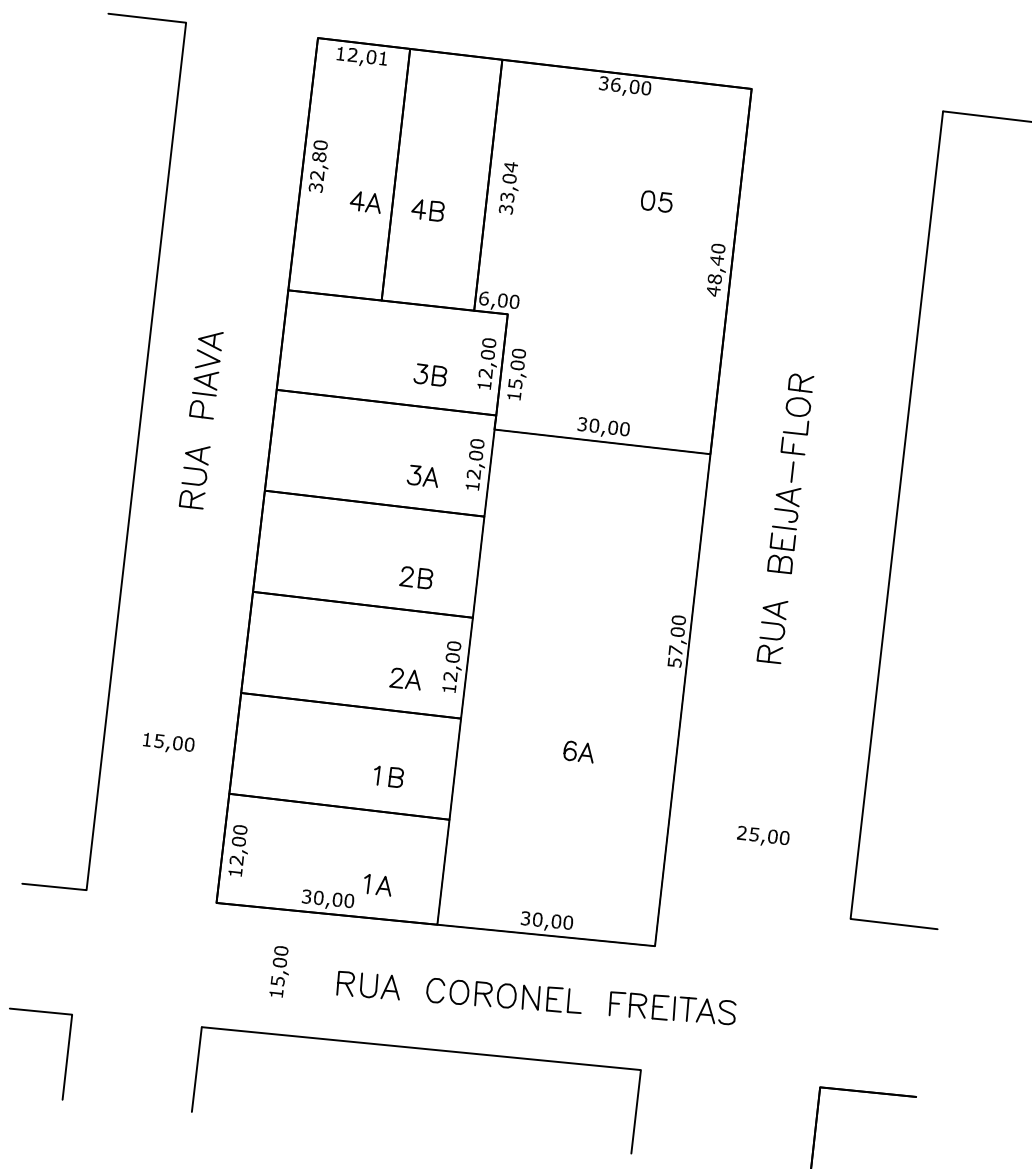 12,01
36,00
32,80
4A
4B
33,04
05
48,40
6,00
3B
12,00
15,00
RUA PIAVA
30,00
3A
12,00
RUA BEIJA-FLOR
2B
2A
12,00
57,00
15,00
1B
6A
12,00
25,00
1A
30,00
30,00
15,00
RUA CORONEL FREITAS